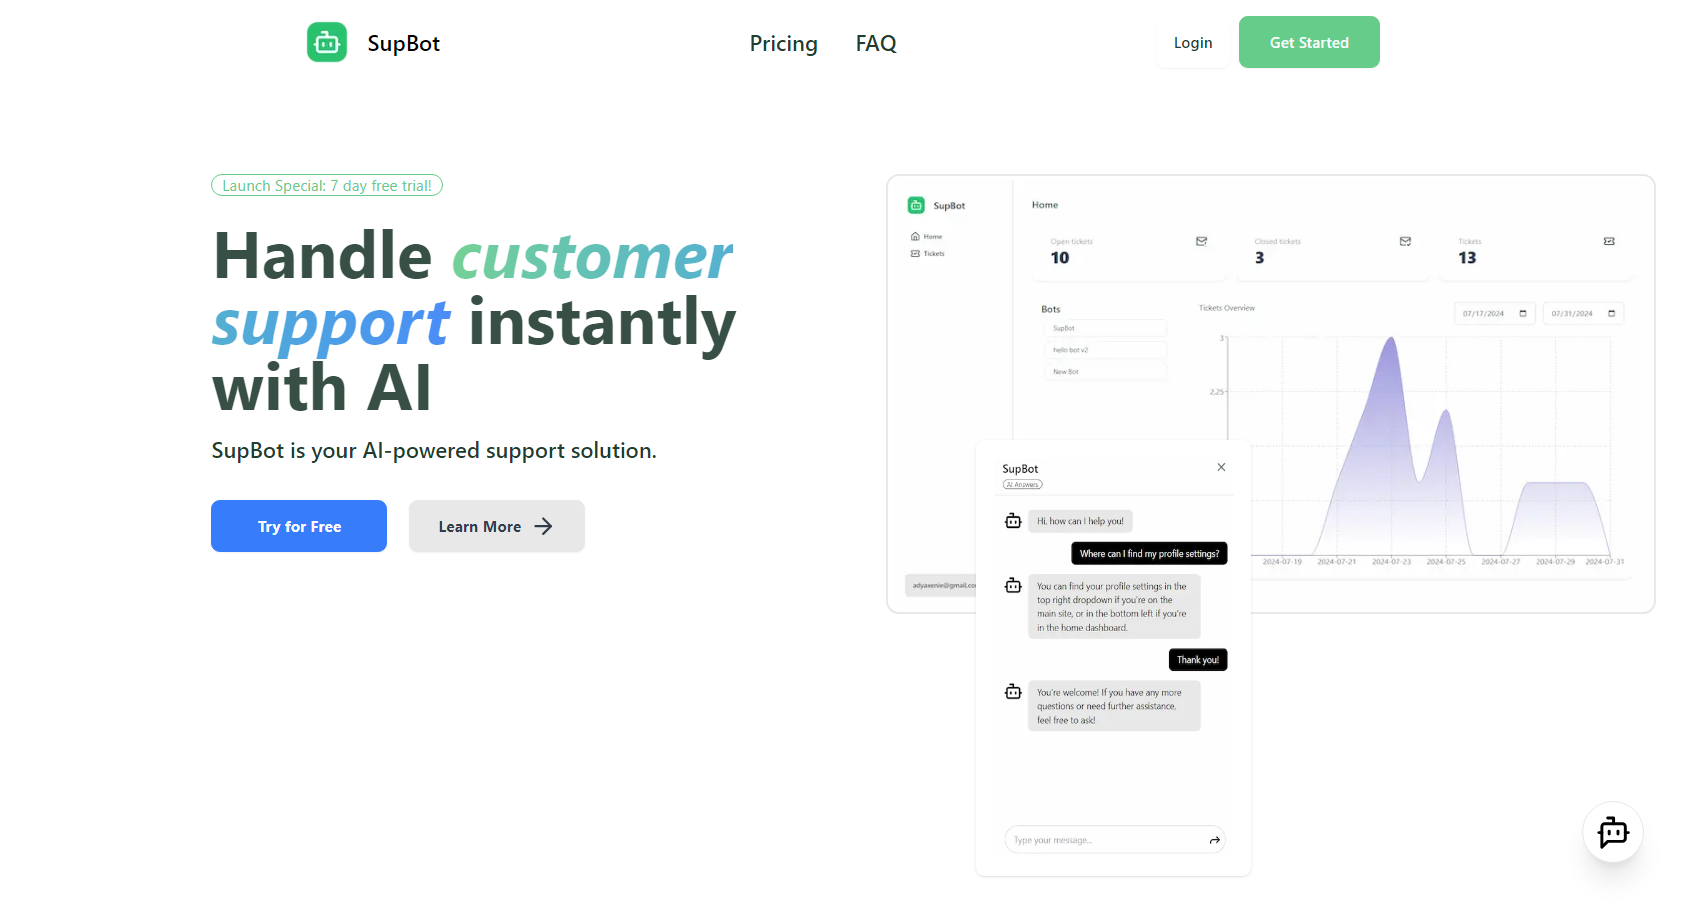 SupBot
Pricing
FAQ
Login
Get Started
Launch Special: 7 day free trial!
Handle customer
support instantly
with AI
SupBot is your AI-powered support solution.
Try for Free
Learn More
SupBot
Home
Tickets
Home
Open tickets
10
Closed tickets
3
Tickets
13
Bots
SupBot
hello bot v2
New Bot
Tickets Overview
07/17/2024
07/31/2024
3
2.25
2024-07-19
2024-07-21
2024-07-23
2024-07-25
2024-07-27
2024-07-29
2024-07-31
SupBot
AI Answers
Hi, how can I help you!
Where can I find my profile settings?
You can find your profile settings in the
top right dropdown if you're on the
main site, or in the bottom left if you're
in the home dashboard.
Thank you!
You're welcome! If you have any more
questions or need further assistance,
feel free to ask!
Type your message...